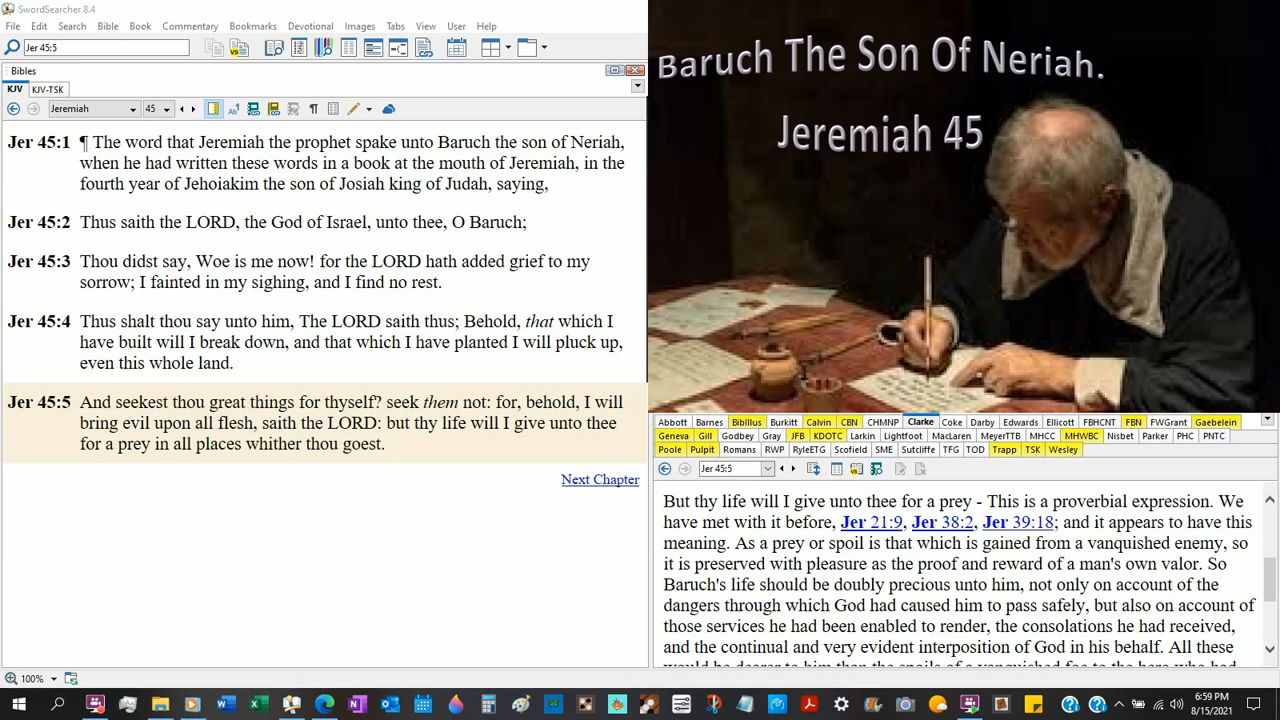 SwordSearcher 8.4
File Edit Search Bible Book Commentary Bookmarks Devotional Images Tabs View User Help
Jer 45:5
Bibles
KJV KJV-TSK
Jeremiah 45
Jer 45:1 ¶ The word that Jeremiah the prophet spake unto Baruch the son of Neriah,
when he had written these words in a book at the mouth of Jeremiah, in the
fourth year of Jehoiakim the son of Josiah king of Judah, saying,
Jer 45:2 Thus saith the LORD, the God of Israel, unto thee, O Baruch;
Jer 45:3 Thou didst say, Woe is me now! for the LORD hath added grief to my
sorrow; I fainted in my sighing, and I find no rest.
Jer 45:4 Thus shalt thou say unto him, The LORD saith thus; Behold, that which I
have built will I break down, and that which I have planted I will pluck up,
even this whole land.
Jer 45:5 And seekest thou great things for thyself? seek them not: for, behold, I will
bring evil upon all flesh, saith the LORD: but thy life will I give unto thee
for a prey in all places whither thou goest.
Next Chapter
100%
Baruch The Son Of Neriah.
Jeremiah 45
Abbott Barnes BibIllus Burkitt Calvin CBN CHMNP Clarke Coke Darby Edwards Ellicott FBHCNT FBN FWGrant Gaebelein
Geneva Gill Godbey Gray JFB KDOTC Larkin Lightfoot MacLaren MeyerTTB MHCC MHWBC Nisbet Parker PHC PNTC
Poole Pulpit Romans RWP RyleETG Scofield SME Sutcliffe TFG TOD Trapp TSK Wesley
Jer 45:5
But thy life will I give unto thee for a prey - This is a proverbial expression. We
have met with it before, Jer 21:9, Jer 38:2, Jer 39:18; and it appears to have this
meaning. As a prey or spoil is that which is gained from a vanquished enemy, so
it is preserved with pleasure as the proof and reward of a man's own valor. So
Baruch's life should be doubly precious unto him, not only on account of the
dangers through which God had caused him to pass safely, but also on account of
those services he had been enabled to render, the consolations he had received,
and the continual and very evident interposition of God in his behalf. All these
would be dearer to him than the spoils of a vanquished foe to the hero who had
6:59 PM
8/15/2021